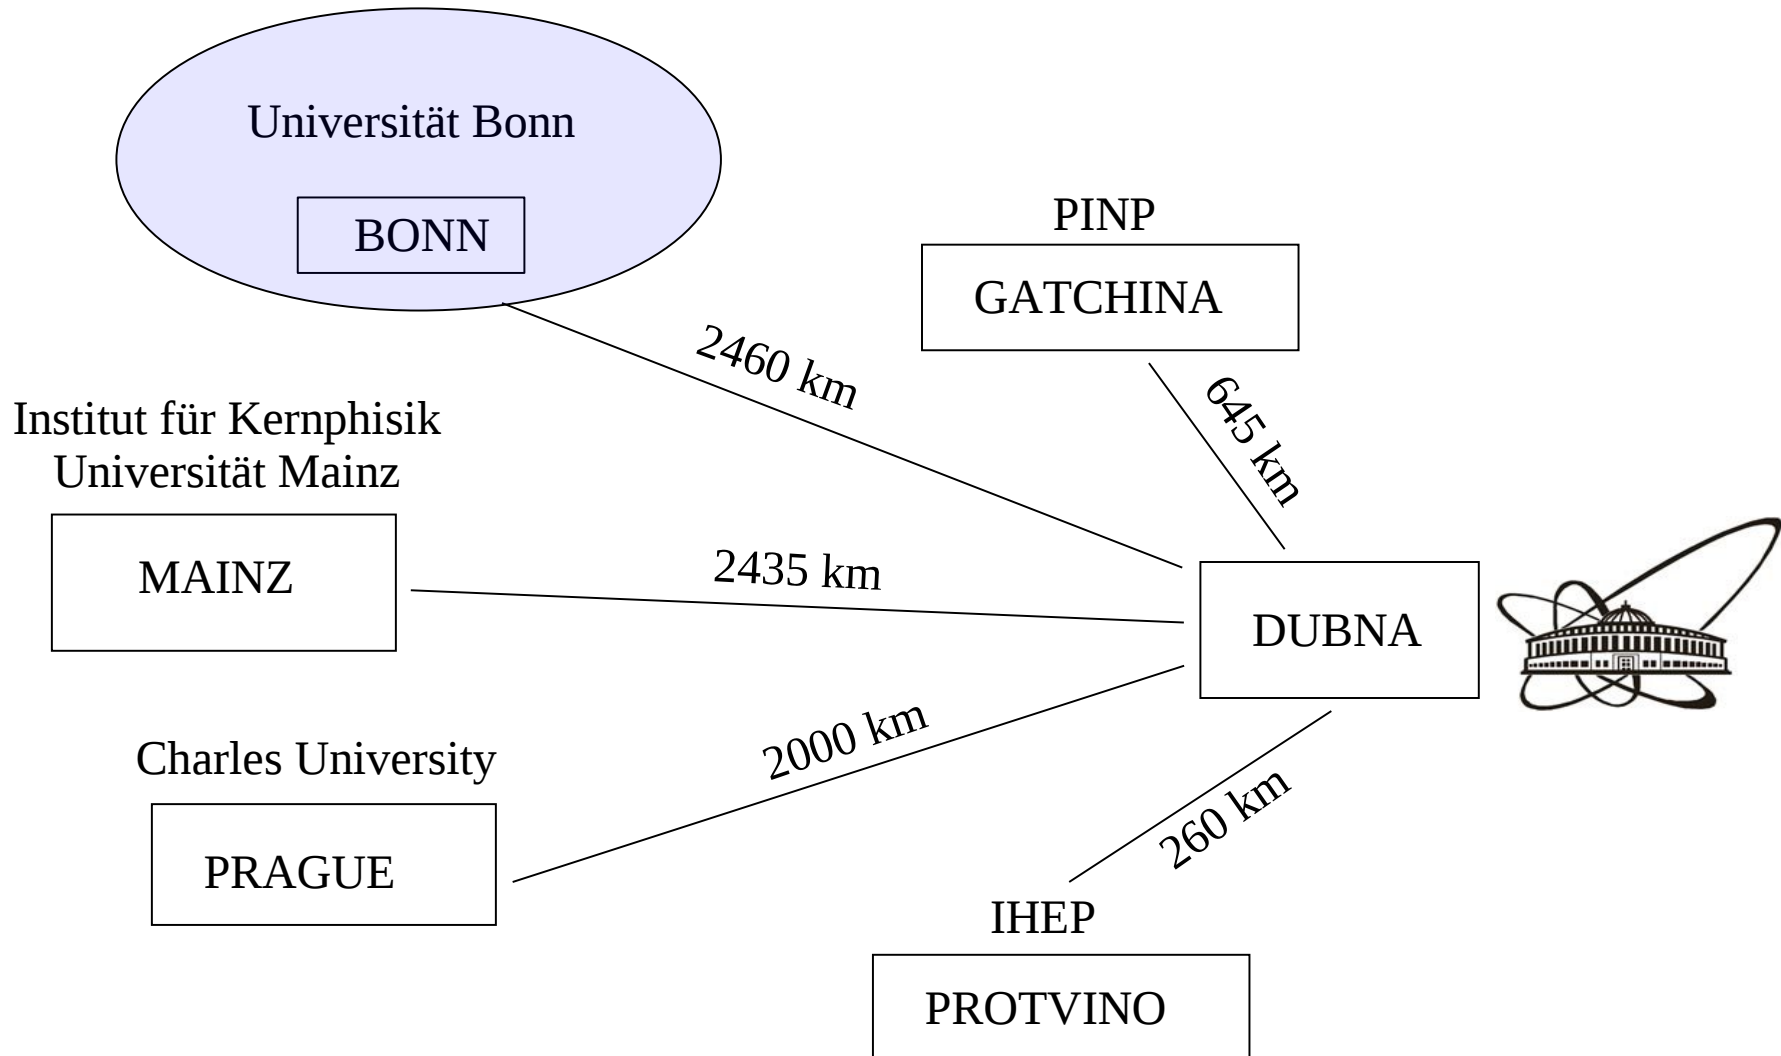 Universität Bonn
BONN
PINP
GATCHINA
2460 km
645 km
Institut für Kernphisik
Universität Mainz
MAINZ
2435 km
DUBNA
2000 km
Charles University
PRAGUE
260 km
IHEP
PROTVINO